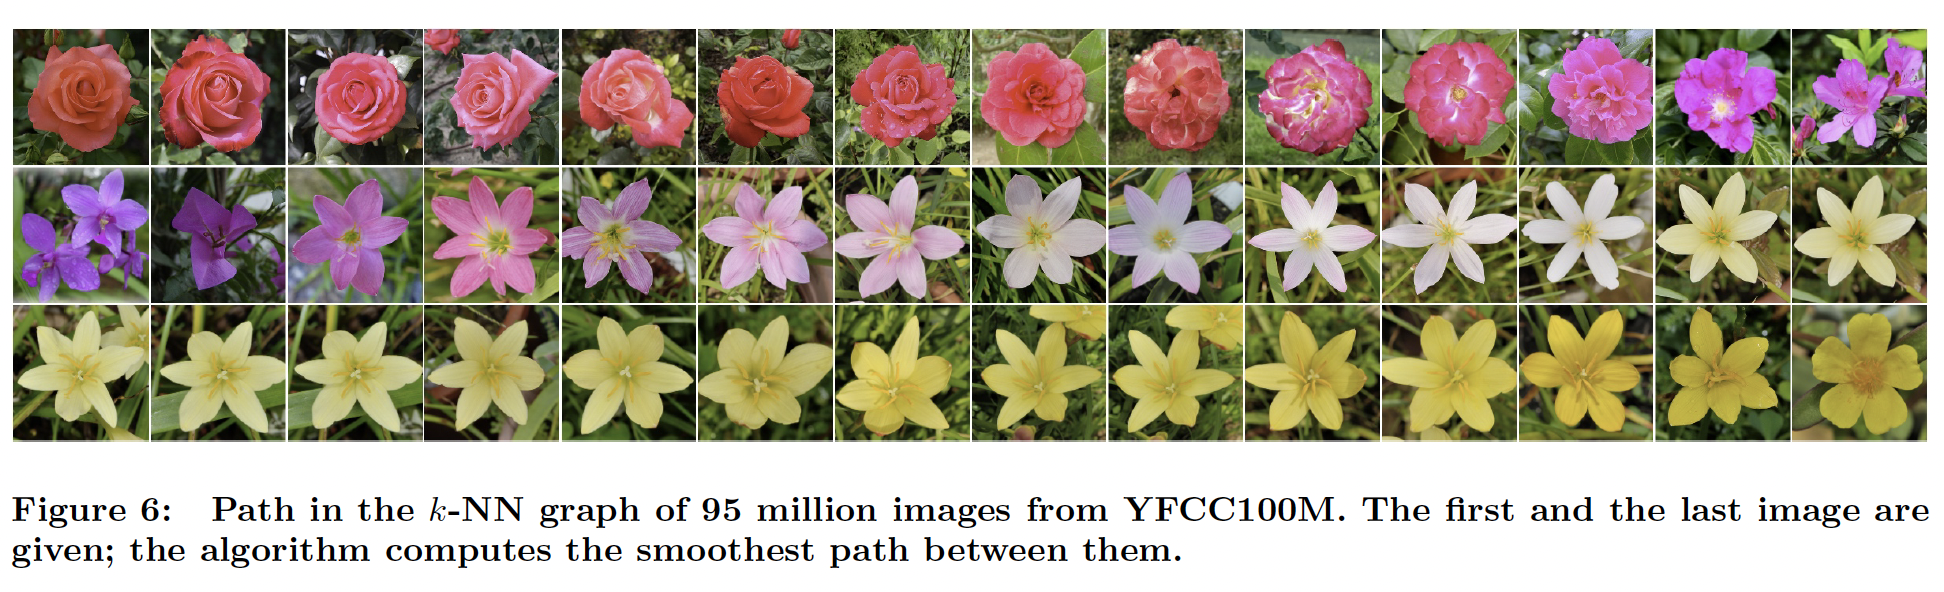 Figure 6: Path in the k-NN graph of 95 million images from YFCC100M. The first and the last image are
given; the algorithm computes the smoothest path between them.